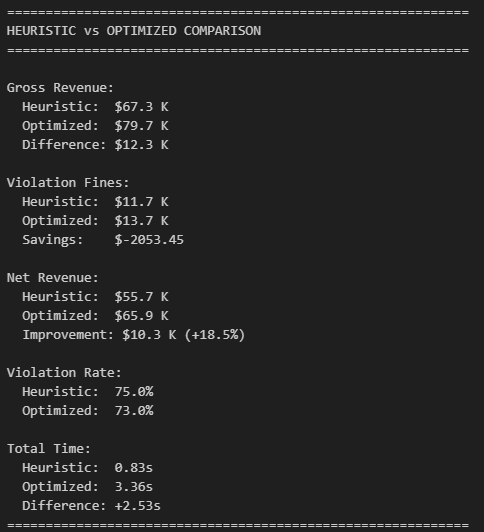 ============================================================
HEURISTIC vs OPTIMIZED COMPARISON
============================================================
Gross Revenue:
  Heuristic:  $67.3 K
  Optimized:  $79.7 K
  Difference: $12.3 K
Violation Fines:
  Heuristic:  $11.7 K
  Optimized:  $13.7 K
  Savings:    $-2053.45
Net Revenue:
  Heuristic:  $55.7 K
  Optimized:  $65.9 K
  Improvement: $10.3 K (+18.5%)
Violation Rate:
  Heuristic:  75.0%
  Optimized:  73.0%
Total Time:
  Heuristic:  0.83s
  Optimized:  3.36s
  Difference: +2.53s
============================================================